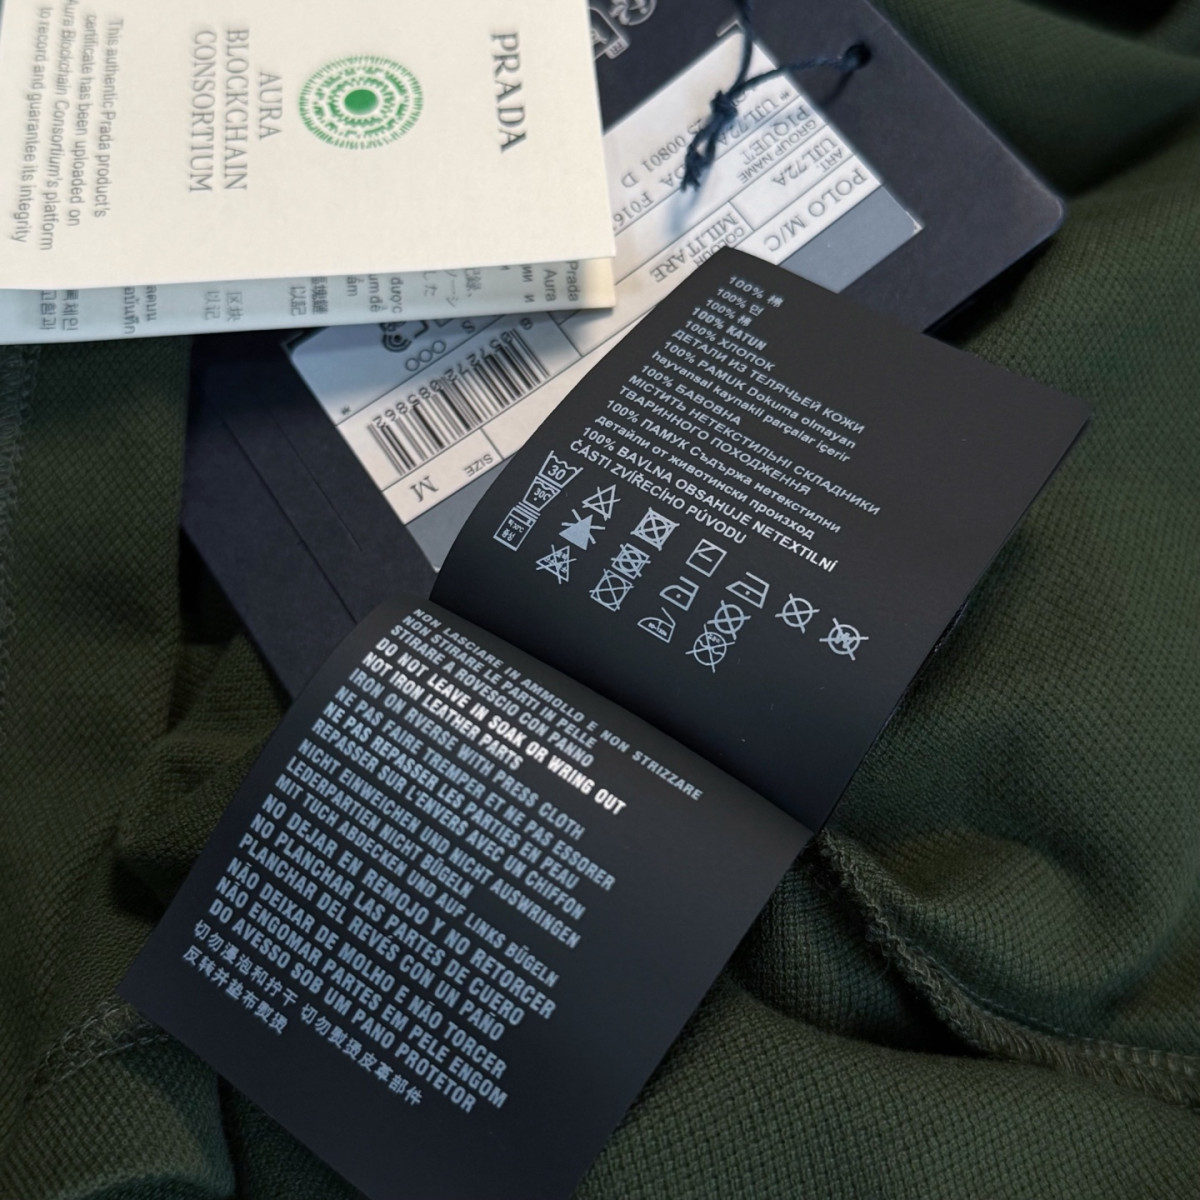 PRADA
AURA
BLOCKCHAIN
CONSORTIUM
This authentic Prada product's
certificate has been uploaded on
Aura Blockchain Consortium's platform
to record and guarantee its integrity
Prada
Aura
ART.
UJL72A
POLO M/C
GROUP NAME
PIQUET
* UJL72A
COLOUR
MILITARE
SIZE
M
100% 棉
100% 면
100% 棉
100% KATUN
100% ХЛОПОК
ДЕТАЛИ ИЗ ТЕЛЯЧЬЕЙ КОЖИ
100% PAMUK Dokuma olmayan
hayvansal kaynakli parçalar içerir
100% БАВОВНА
МІСТИТЬ НЕТЕКСТИЛЬНІ СКЛАДНИКИ
ТВАРИННОГО ПОХОДЖЕННЯ
100% ПАМУК Съдържа нетекстилни
детайли от животински произход
100% BAVLNA OBSAHUJE NETEXTILNÍ
ČÁSTI ZVÍŘECÍHO PŮVODU
30
NON LASCIARE IN AMMOLLO E NON STRIZZARE
NON STIRARE LE PARTI IN PELLE
STIRARE A ROVESCIO CON PANNO
DO NOT LEAVE IN SOAK OR WRING OUT
NOT IRON LEATHER PARTS
IRON ON RVERSE WITH PRESS CLOTH
NE PAS FAIRE TREMPER ET NE PAS ESSORER
NE PAS REPASSER LES PARTIES EN PEAU
REPASSER SUR L'ENVERS AVEC UN CHIFFON
NICHT EINWEICHEN UND NICHT AUSWRINGEN
LEDERPARTIEN NICHT BÜGELN
MIT TUCH ABDECKEN UND AUF LINKS BÜGELN
NO DEJAR EN REMOJO Y NO RETORCER
NO PLANCHAR LAS PARTES DE CUERO
PLANCHAR DEL REVÉS CON UN PAÑO
NÃO DEIXAR DE MOLHO E NÃO TORCER
NÃO ENGOMAR PARTES EM PELE ENGOM
DO AVESSO SOB UM PANO PROTETOR
切勿浸泡和拧干 切勿熨烫皮革部件
反转并垫布熨烫